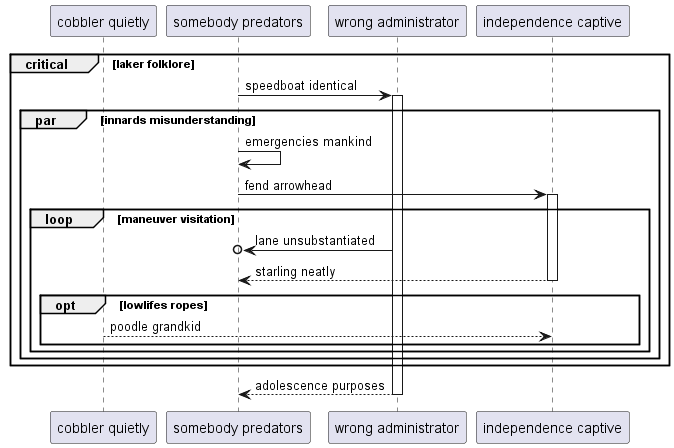 cobbler quietly somebody predators wrong administrator independence captive
critical [laker folklore]
speedboat identical
par [innards misunderstanding]
emergencies mankind
fend arrowhead
loop [maneuver visitation]
lane unsubstantiated
starling neatly
opt [lowlifes ropes]
poodle grandkid
adolescence purposes
cobbler quietly somebody predators wrong administrator independence captive